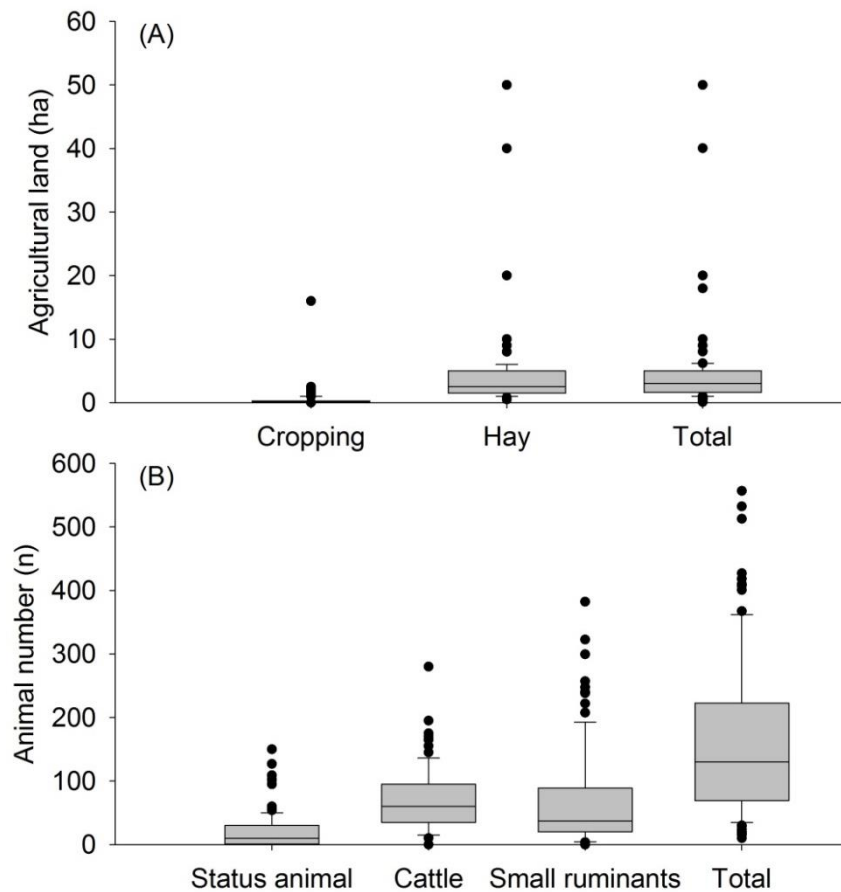 (A)
Agricultural land (ha)
60
50
40
30
20
10
0
Cropping Hay Total
(B)
Animal number (n)
600
500
400
300
200
100
0
Status animal Cattle Small ruminants Total